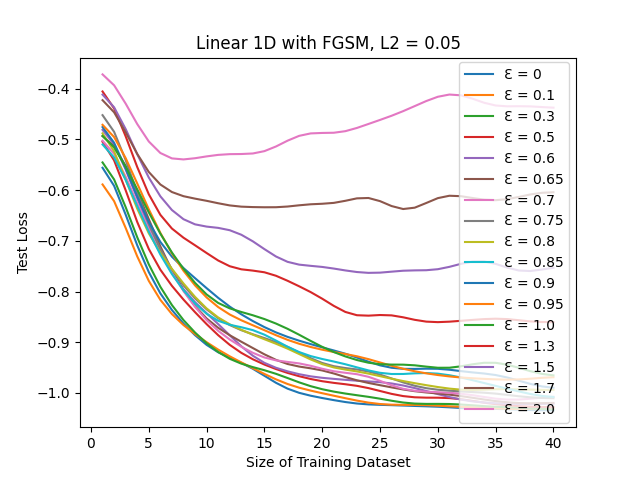 Linear 1D with FGSM, L2 = 0.05
Test Loss
−0.4
−0.5
−0.6
−0.7
−0.8
−0.9
−1.0
0
5
10
15
20
25
30
35
40
Size of Training Dataset
Ɛ = 0
Ɛ = 0.1
Ɛ = 0.3
Ɛ = 0.5
Ɛ = 0.6
Ɛ = 0.65
Ɛ = 0.7
Ɛ = 0.75
Ɛ = 0.8
Ɛ = 0.85
Ɛ = 0.9
Ɛ = 0.95
Ɛ = 1.0
Ɛ = 1.3
Ɛ = 1.5
Ɛ = 1.7
Ɛ = 2.0